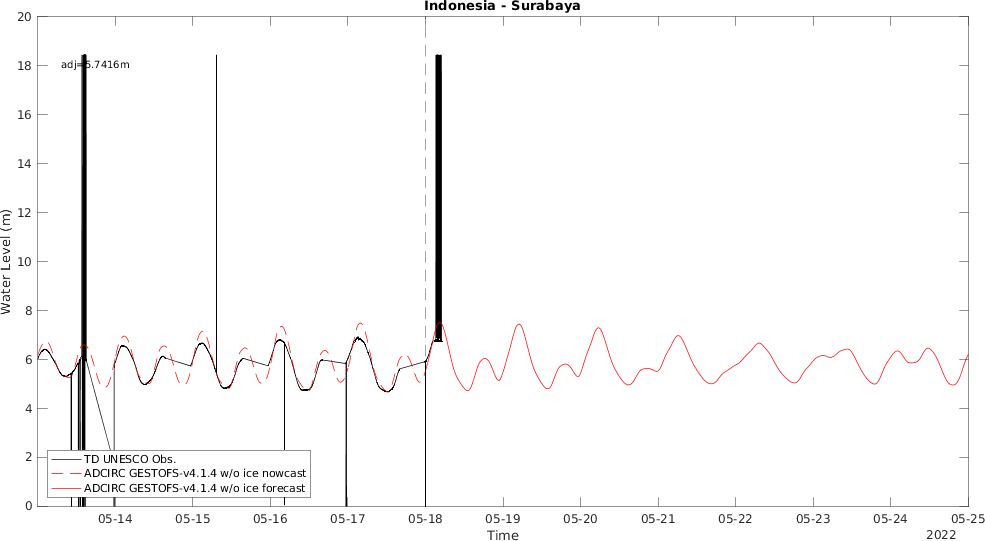 Indonesia - Surabaya
20
18
16
14
12
10
8
6
4
2
0
Water Level (m)
adj=5.7416m
TD UNESCO Obs.
ADCIRC GESTOFS-v4.1.4 w/o ice nowcast
ADCIRC GESTOFS-v4.1.4 w/o ice forecast
05-14 05-15 05-16 05-17 05-18 05-19 05-20 05-21 05-22 05-23 05-24 05-25
Time
2022